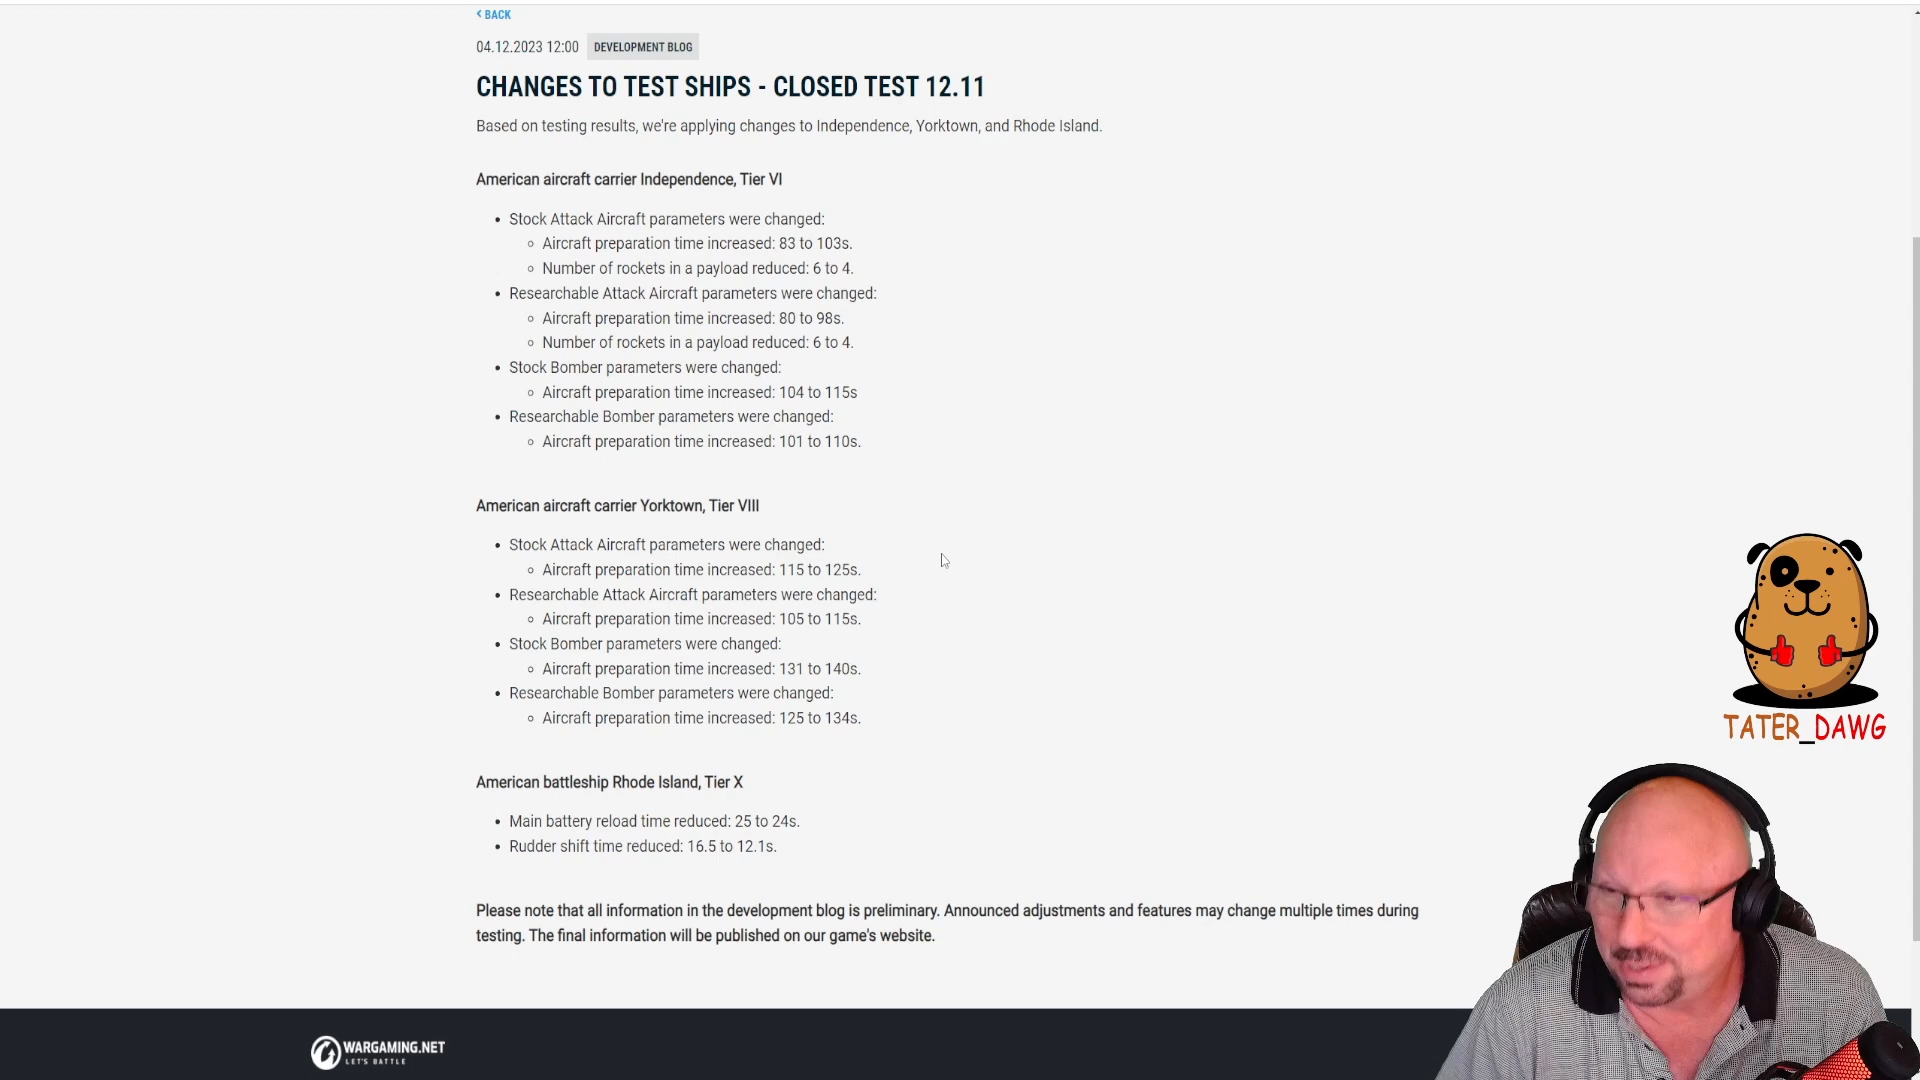 BACK
04.12.2023 12:00 DEVELOPMENT BLOG
CHANGES TO TEST SHIPS - CLOSED TEST 12.11
Based on testing results, we're applying changes to Independence, Yorktown, and Rhode Island.
American aircraft carrier Independence, Tier VI
Stock Attack Aircraft parameters were changed:
Aircraft preparation time increased: 83 to 103s.
Number of rockets in a payload reduced: 6 to 4.
Researchable Attack Aircraft parameters were changed:
Aircraft preparation time increased: 80 to 98s.
Number of rockets in a payload reduced: 6 to 4.
Stock Bomber parameters were changed:
Aircraft preparation time increased: 104 to 115s
Researchable Bomber parameters were changed:
Aircraft preparation time increased: 101 to 110s.
American aircraft carrier Yorktown, Tier VIII
Stock Attack Aircraft parameters were changed:
Aircraft preparation time increased: 115 to 125s.
Researchable Attack Aircraft parameters were changed:
Aircraft preparation time increased: 105 to 115s.
Stock Bomber parameters were changed:
Aircraft preparation time increased: 131 to 140s.
Researchable Bomber parameters were changed:
Aircraft preparation time increased: 125 to 134s.
American battleship Rhode Island, Tier X
Main battery reload time reduced: 25 to 24s.
Rudder shift time reduced: 16.5 to 12.1s.
Please note that all information in the development blog is preliminary. Announced adjustments and features may change multiple times during
testing. The final information will be published on our game's website.
TATER_DAWG
WARGAMING.NET
LET'S BATTLE